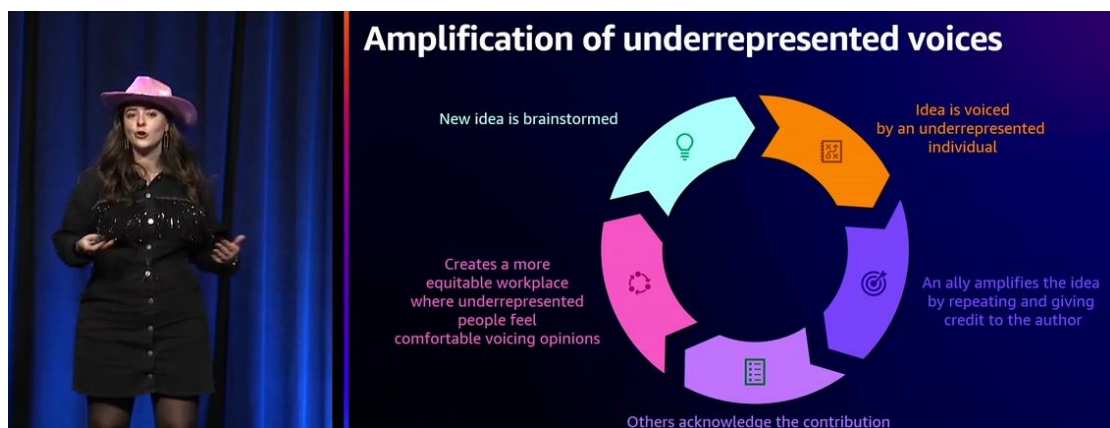 Amplification of underrepresented voices
New idea is brainstormed
Idea is voiced
by an underrepresented
individual
An ally amplifies the idea
by repeating and giving
credit to the author
Others acknowledge the contribution
Creates a more
equitable workplace
where underrepresented
people feel
comfortable voicing opinions